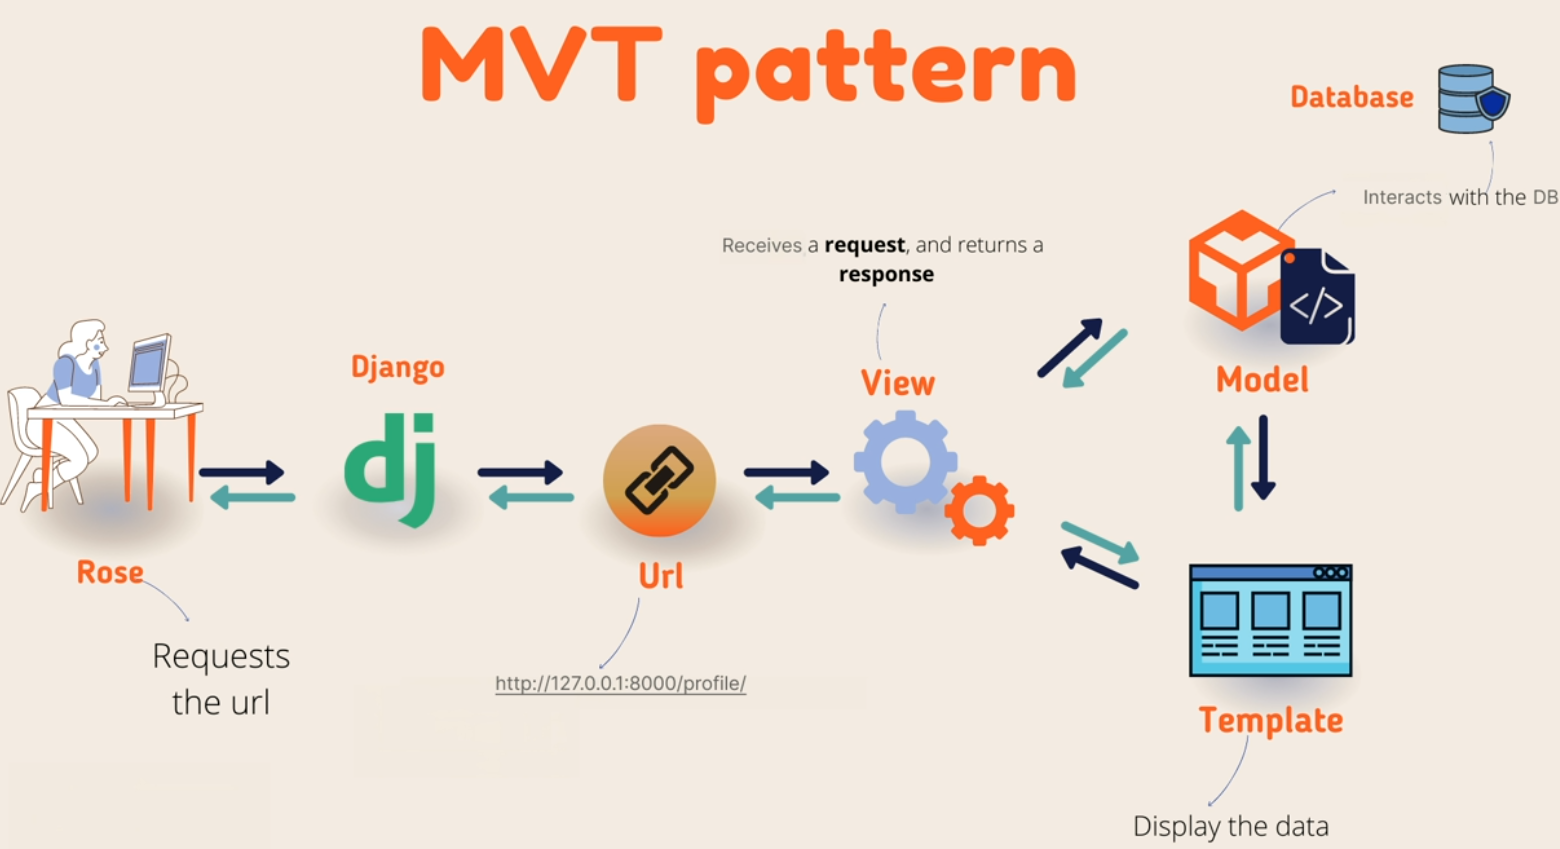 MVT pattern
Database
Interacts with the DB
Receives a request, and returns a
response
Django
View
Model
dj
</>
Rose
Url
Requests
the url
http://127.0.0.1:8000/profile/
Template
Display the data